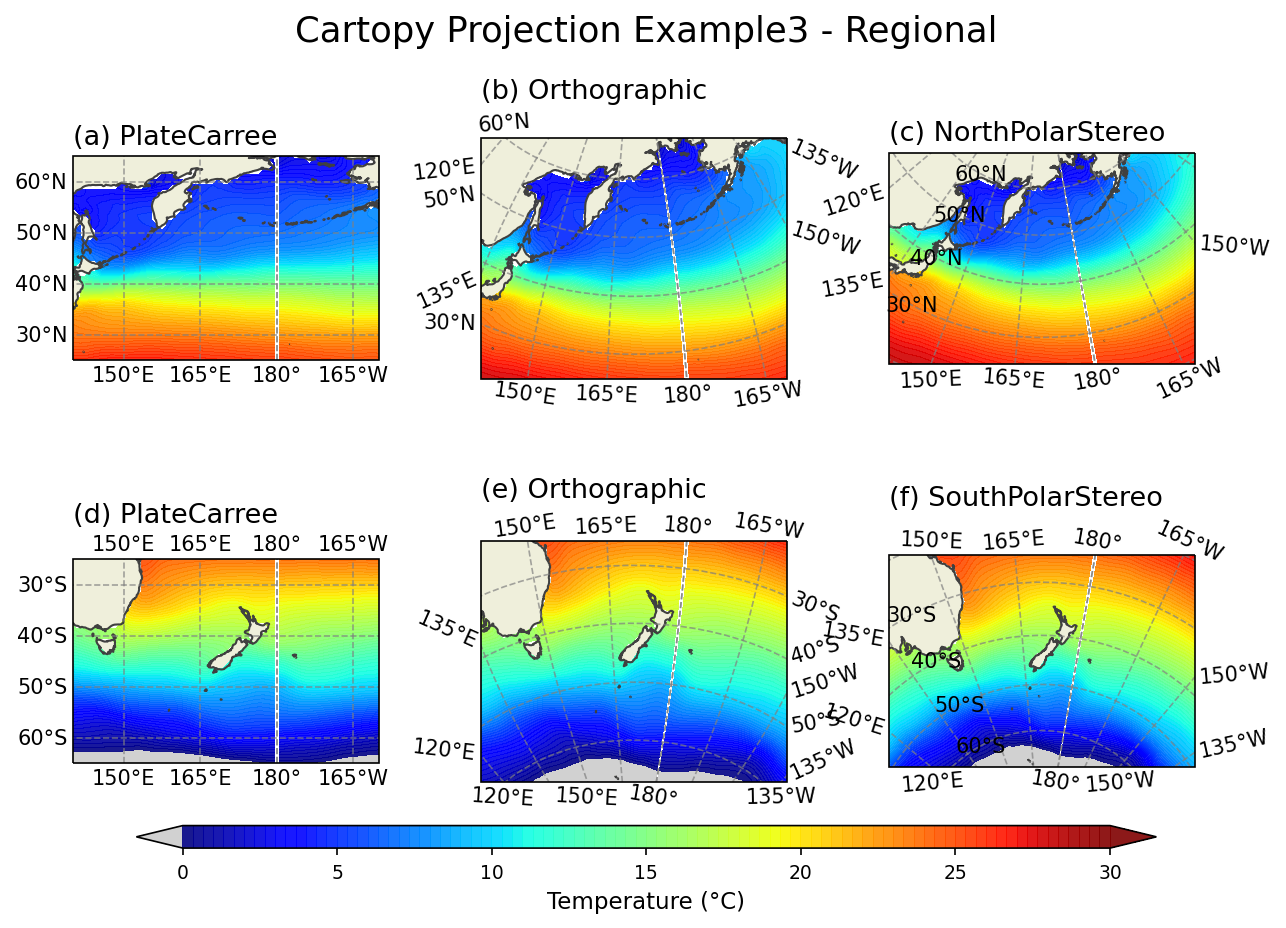 Cartopy Projection Example3 - Regional
(a) PlateCarree
60°N
50°N
40°N
30°N
150°E 165°E 180° 165°W
(b) Orthographic
60°N
120°E
50°N
135°E
30°N
135°W
150°W
150°E 165°E 180° 165°W
(c) NorthPolarStereo
120°E
135°E
60°N
50°N
40°N
30°N
150°W
150°E 165°E 180° 165°W
(d) PlateCarree
150°E 165°E 180° 165°W
30°S
40°S
50°S
60°S
150°E 165°E 180° 165°W
(e) Orthographic
150°E 165°E 180° 165°W
135°E
120°E
30°S
40°S
150°W
50°S
135°W
120°E 150°E 180° 135°W
(f) SouthPolarStereo
150°E 165°E 180° 165°W
135°E
120°E
30°S
40°S
50°S
60°S
150°W
135°W
120°E 180° 150°W
0 5 10 15 20 25 30
Temperature (°C)